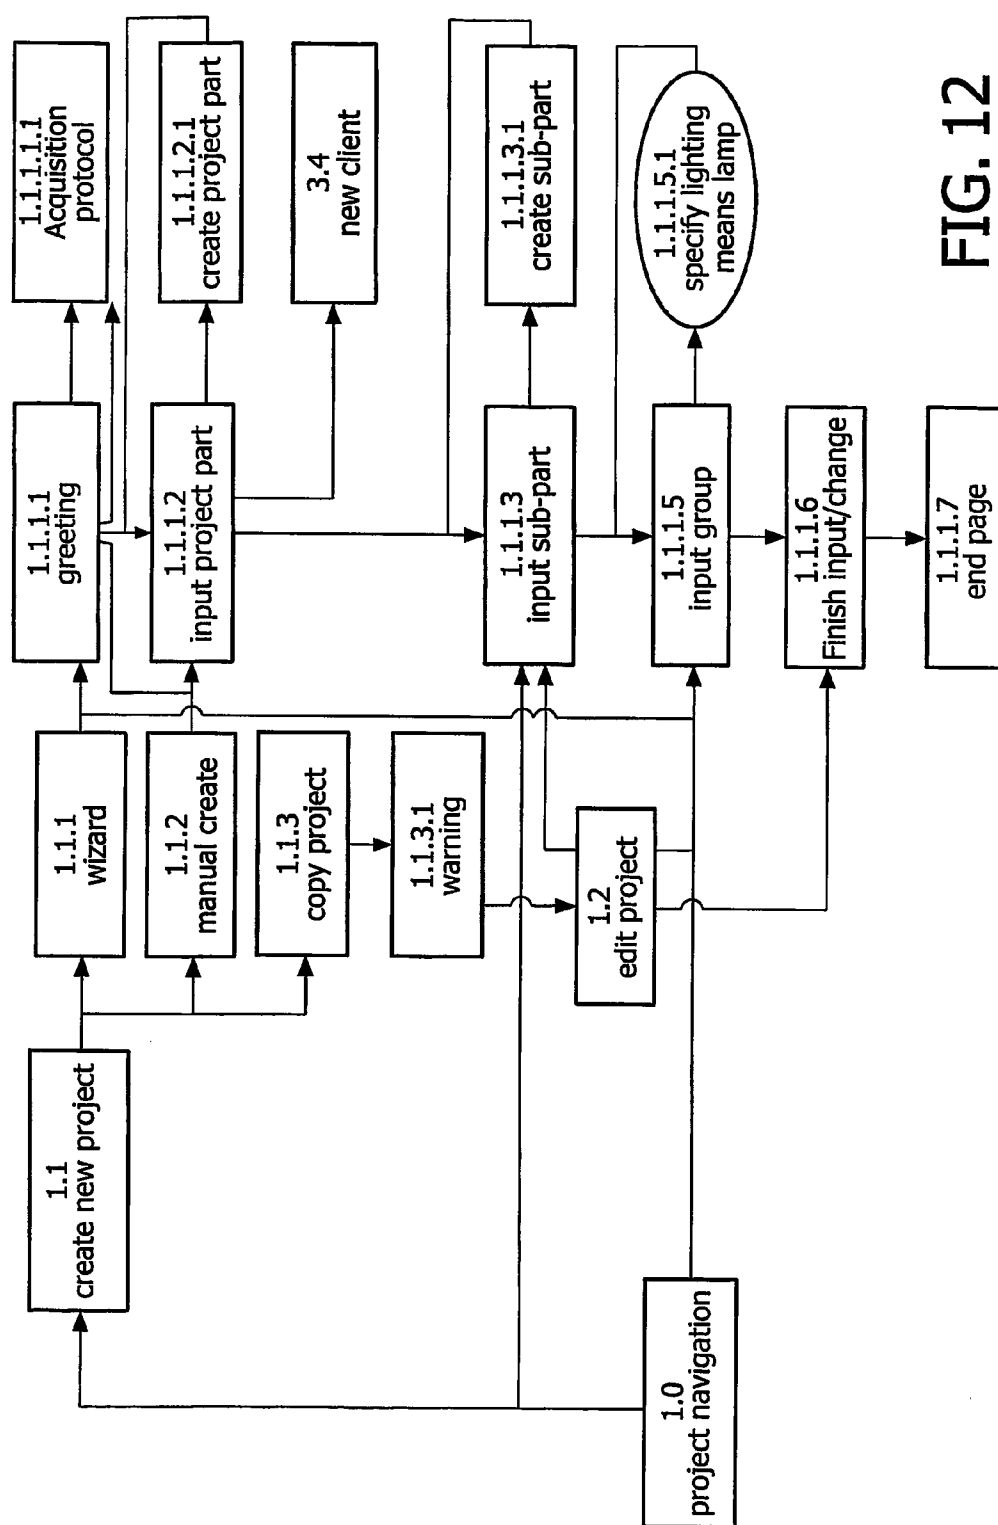 1.0
project navigation
1.1
create new project
1.1.1
wizard
1.1.2
manual create
1.1.3
copy project
1.1.3.1
warning
1.2
edit project
1.1.1.1
greeting
1.1.1.2
input project part
1.1.1.3
input sub-part
1.1.1.5
input group
1.1.1.6
Finish input/change
1.1.1.7
end page
1.1.1.1.1
Acquisition
protocol
1.1.1.2.1
create project part
3.4
new client
1.1.1.3.1
create sub-part
1.1.1.5.1
specify lighting
means lamp
FIG. 12